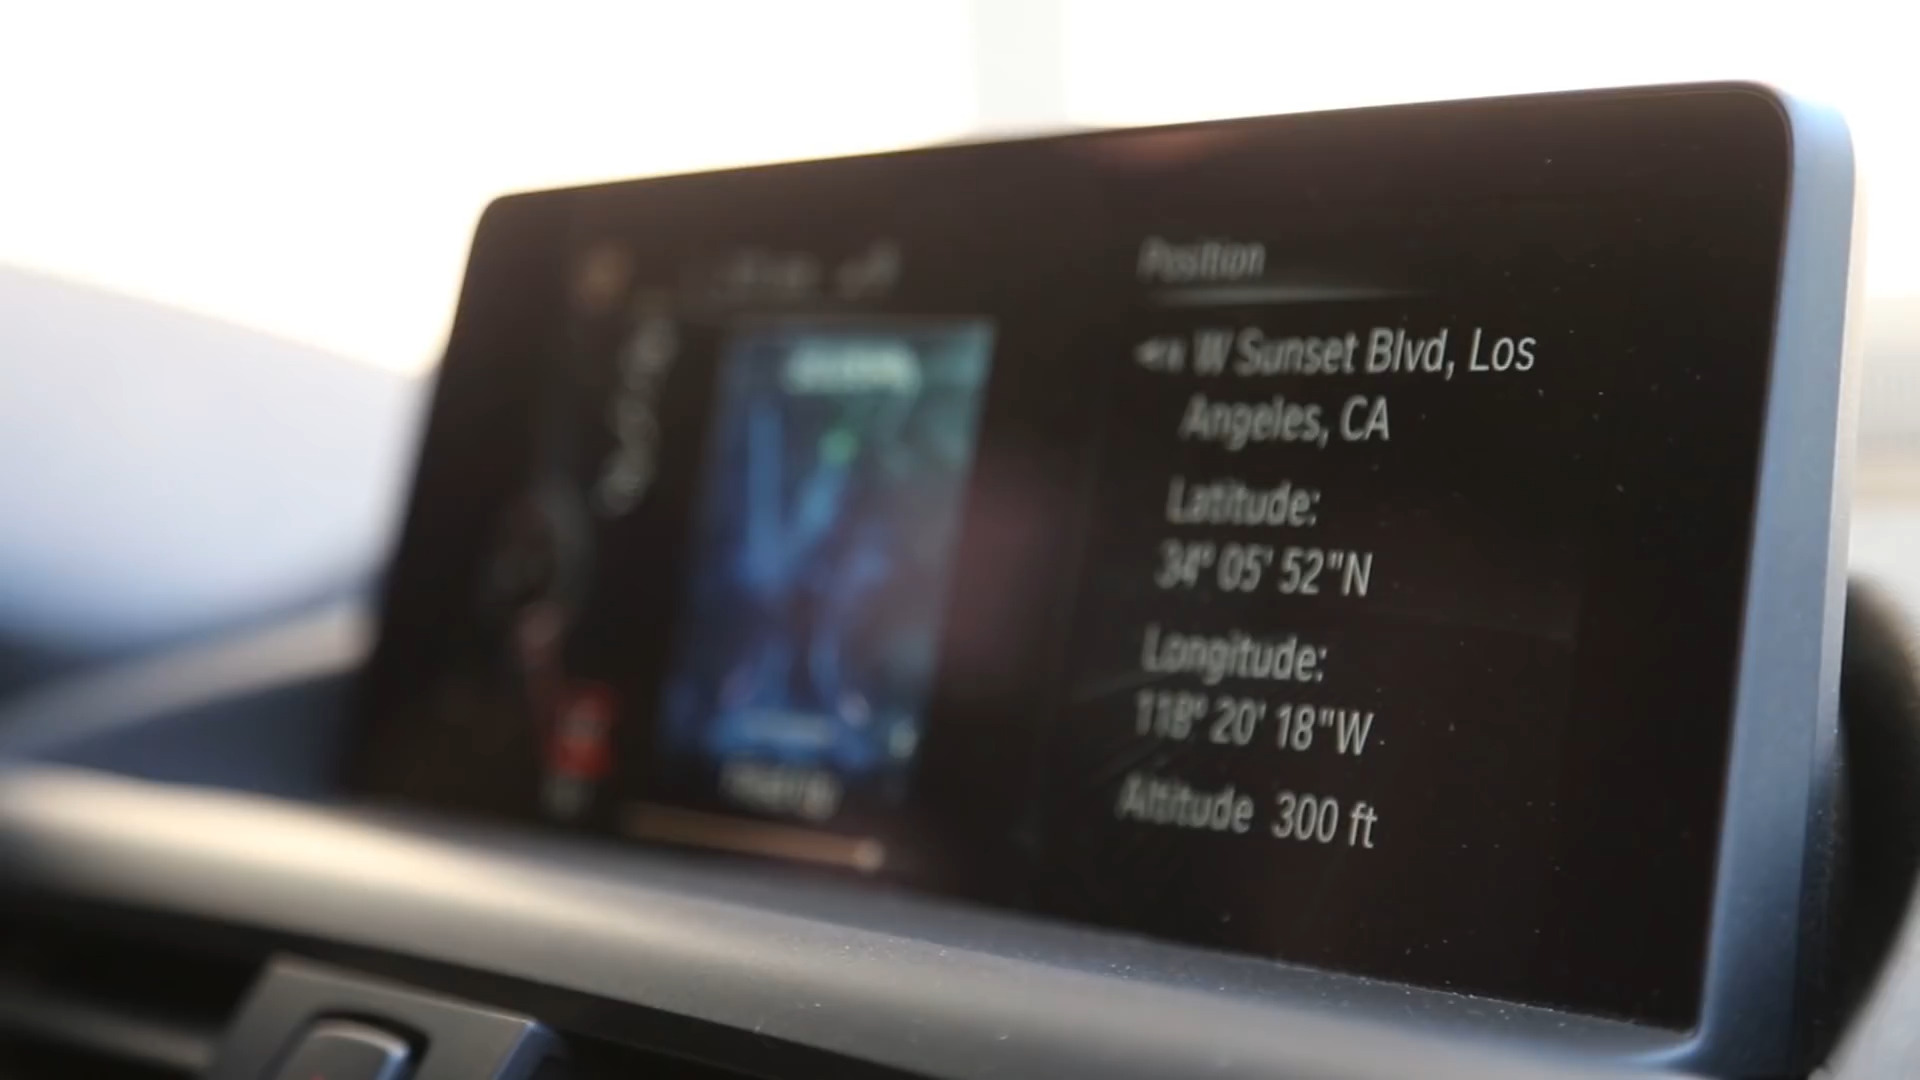 Position
W Sunset Blvd, Los
Angeles, CA
Latitude:
34° 05' 52"N
Longitude:
118° 20' 18"W
Altitude 300 ft